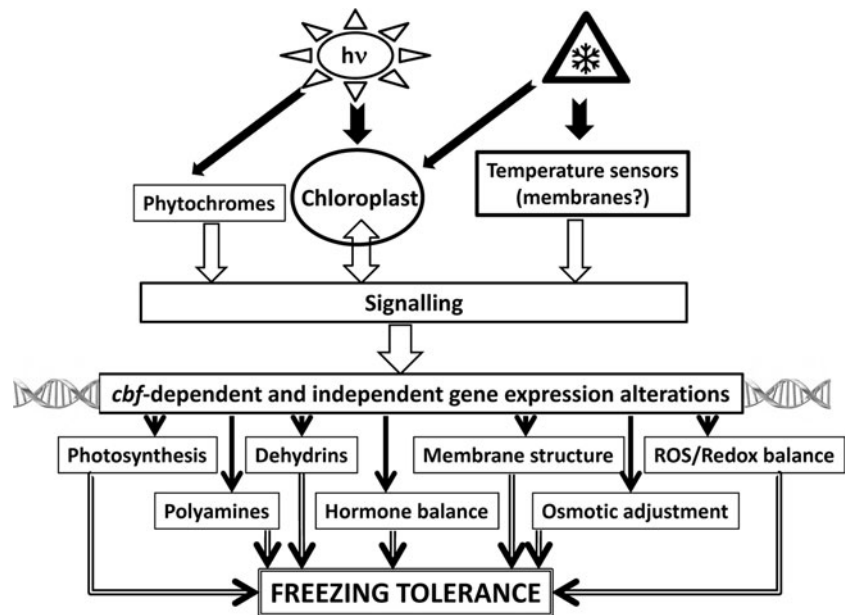 hν
Phytochromes
Chloroplast
Temperature sensors
(membranes?)
Signalling
cbf-dependent and independent gene expression alterations
Photosynthesis
Dehydrins
Membrane structure
ROS/Redox balance
Polyamines
Hormone balance
Osmotic adjustment
FREEZING TOLERANCE